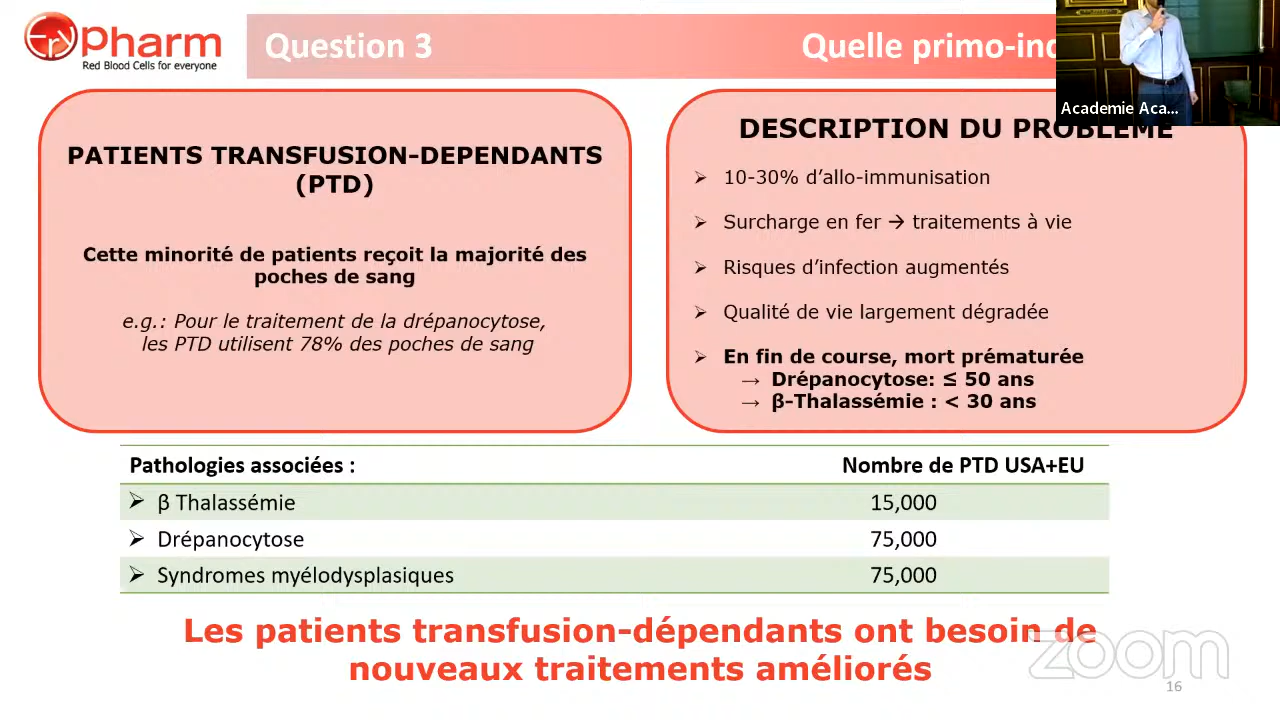 EryPharm
Red Blood Cells for everyone
Question 3
Quelle primo-ind
Academie Aca...
PATIENTS TRANSFUSION-DEPENDANTS
(PTD)
Cette minorité de patients reçoit la majorité des
poches de sang
e.g.: Pour le traitement de la drépanocytose,
les PTD utilisent 78% des poches de sang
DESCRIPTION DU PROBLEME
➢ 10-30% d’allo-immunisation
➢ Surcharge en fer → traitements à vie
➢ Risques d’infection augmentés
➢ Qualité de vie largement dégradée
➢ En fin de course, mort prématurée
→ Drépanocytose: ≤ 50 ans
→ β-Thalassémie : < 30 ans
Pathologies associées : Nombre de PTD USA+EU
➢ β Thalassémie 15,000
➢ Drépanocytose 75,000
➢ Syndromes myélodysplasiques 75,000
Les patients transfusion-dépendants ont besoin de
nouveaux traitements améliorés
zoom
16